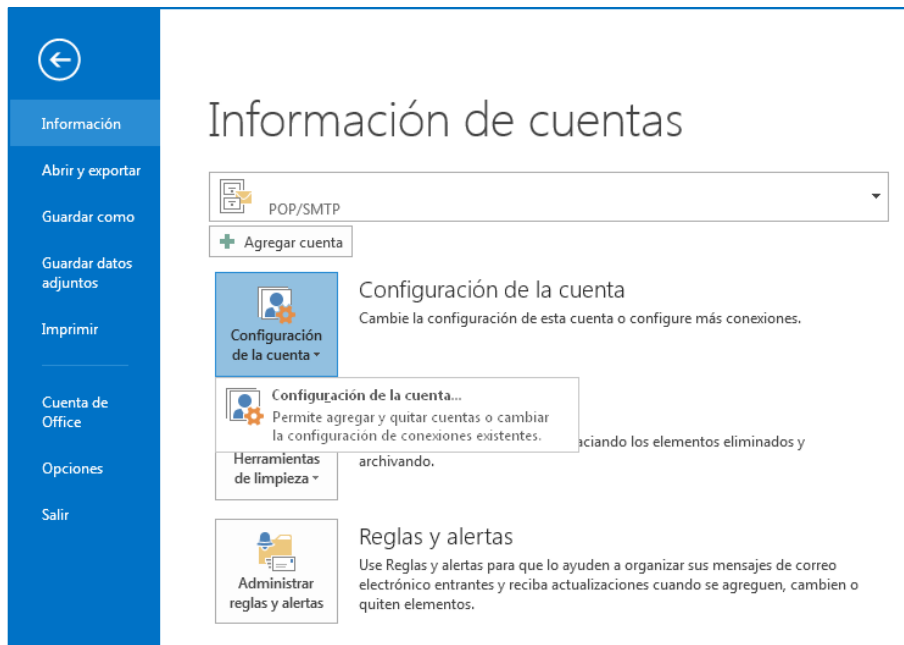 Información
Abrir y exportar
Guardar como
Guardar datos
adjuntos
Imprimir
Cuenta de
Office
Opciones
Salir
Información de cuentas
POP/SMTP
Agregar cuenta
Configuración
de la cuenta
Configuración de la cuenta
Cambie la configuración de esta cuenta o configure más conexiones.
Configuración de la cuenta...
Permite agregar y quitar cuentas o cambiar
la configuración de conexiones existentes.
aciando los elementos eliminados y
archivando.
Herramientas
de limpieza
Administrar
reglas y alertas
Reglas y alertas
Use Reglas y alertas para que lo ayuden a organizar sus mensajes de correo
electrónico entrantes y reciba actualizaciones cuando se agreguen, cambien o
quiten elementos.